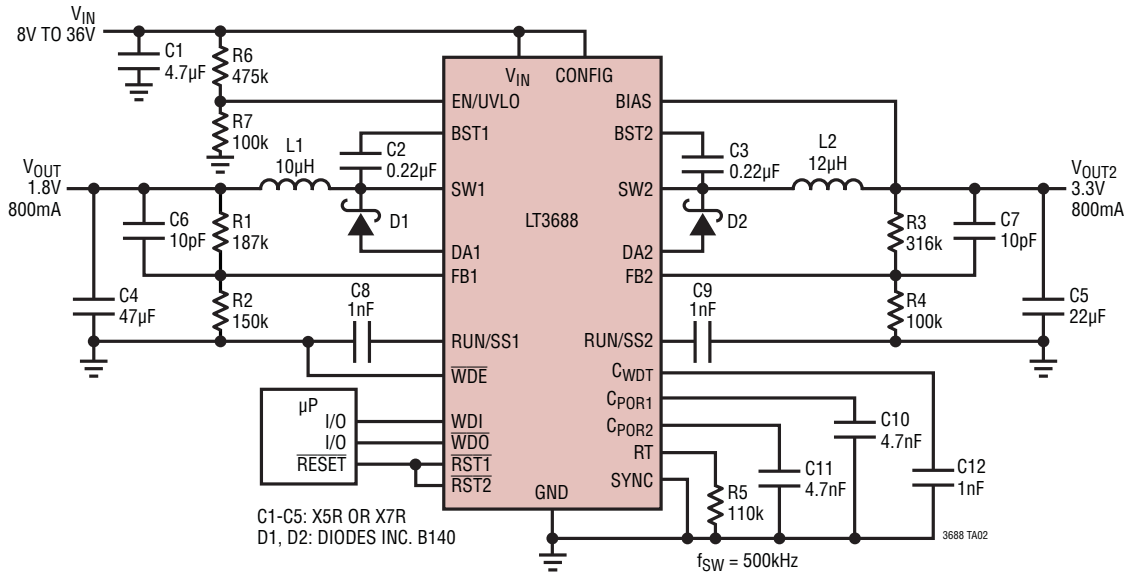 VIN
8V TO 36V
C1
4.7µF
R6
475k
R7
100k
VIN
CONFIG
EN/UVLO
BIAS
BST1
BST2
L1
10µH
C2
0.22µF
C3
0.22µF
L2
12µH
VOUT
1.8V
800mA
SW1
SW2
VOUT2
3.3V
800mA
LT3688
C6
10pF
R1
187k
D1
D2
R3
316k
C7
10pF
DA1
DA2
FB1
FB2
C4
47µF
R2
150k
C8
1nF
C9
1nF
R4
100k
C5
22µF
RUN/SS1
RUN/SS2
WDE
CWDT
µP
I/O
I/O
RESET
WDI
WDO
RST1
RST2
CPOR1
CPOR2
RT
SYNC
GND
C10
4.7nF
C11
4.7nF
C12
1nF
R5
110k
C1-C5: X5R OR X7R
D1, D2: DIODES INC. B140
fSW = 500kHz
3688 TA02